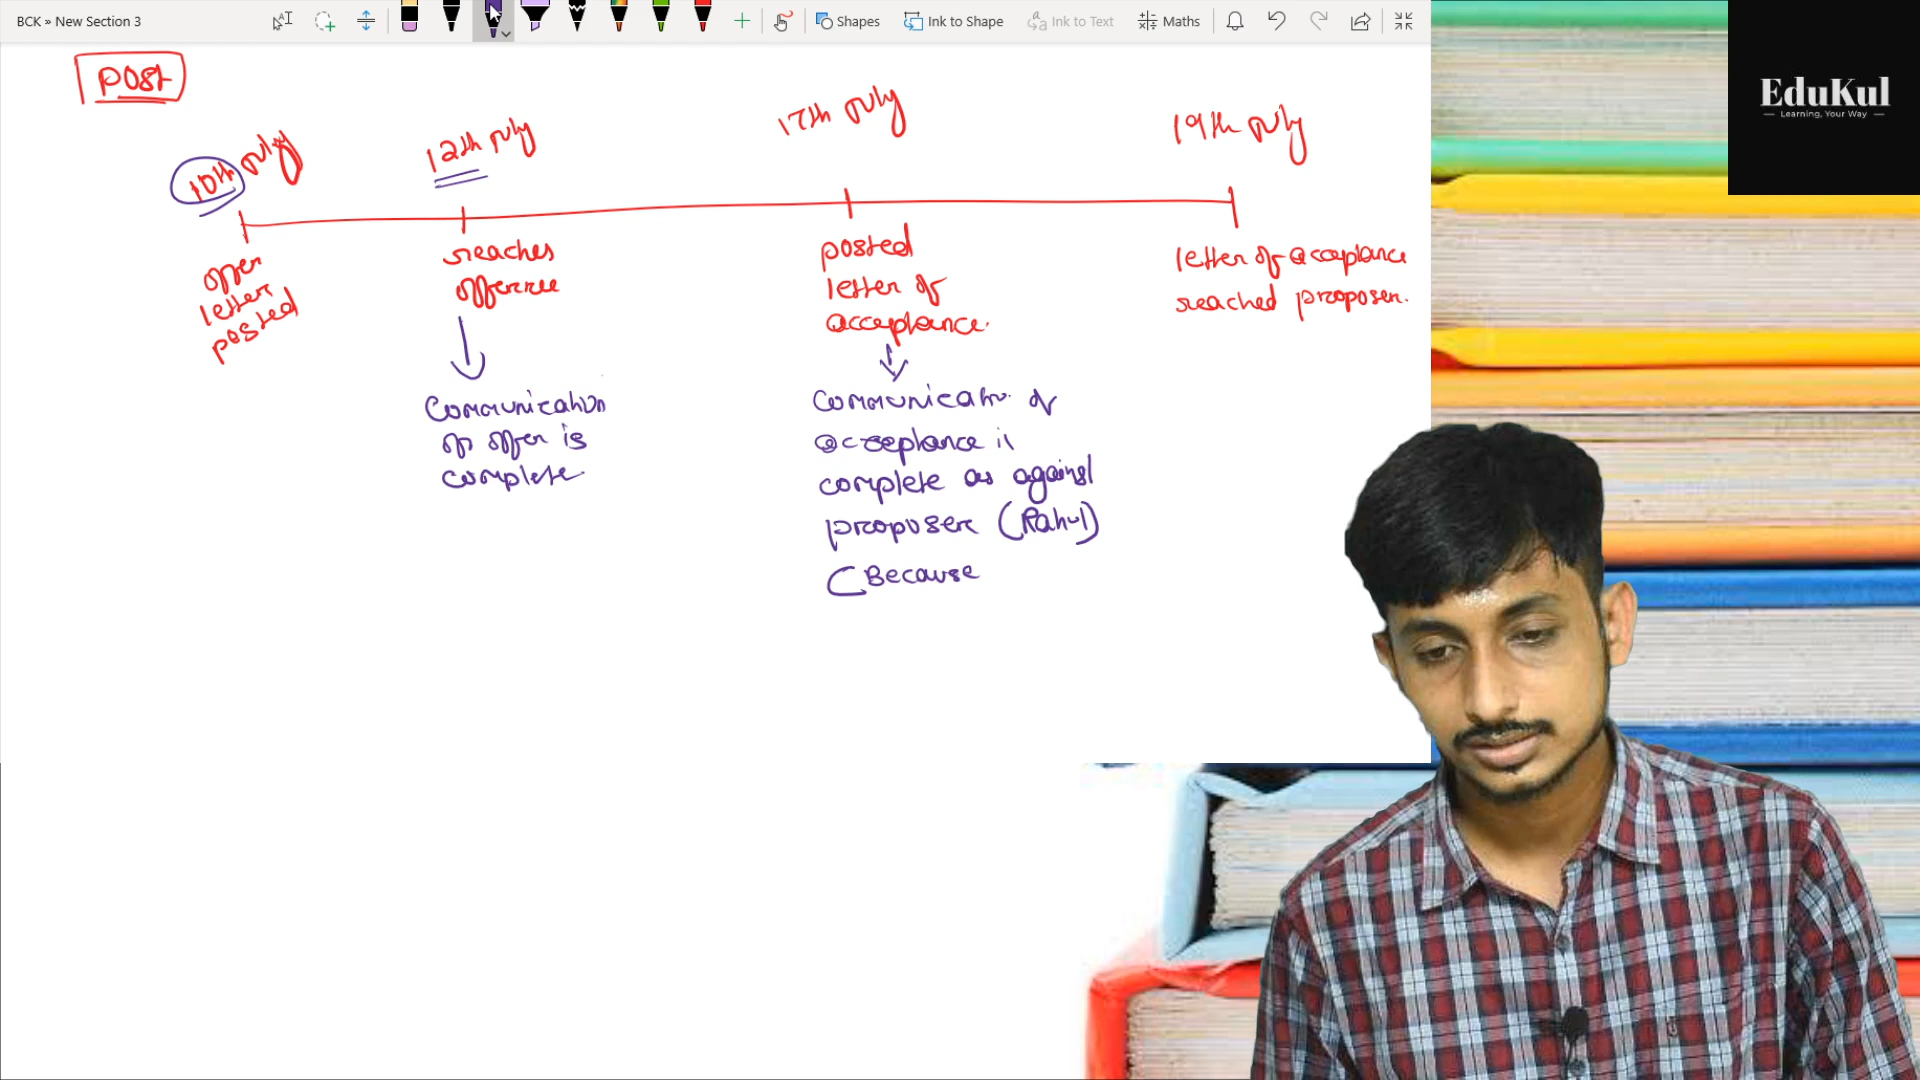 BCK » New Section 3
Shapes
Ink to Shape
Ink to Text
Maths
EduKul
— Learning, Your Way —
POST
10th July
12th July
17th July
19th July
offer
letter
posted
reaches
offeree
posted
letter of
acceptance.
letter of acceptance
reached proposer.
Communication
of offer is
complete
Communicatn. of
acceptance is
complete as against
proposer (Rahul)
(Because